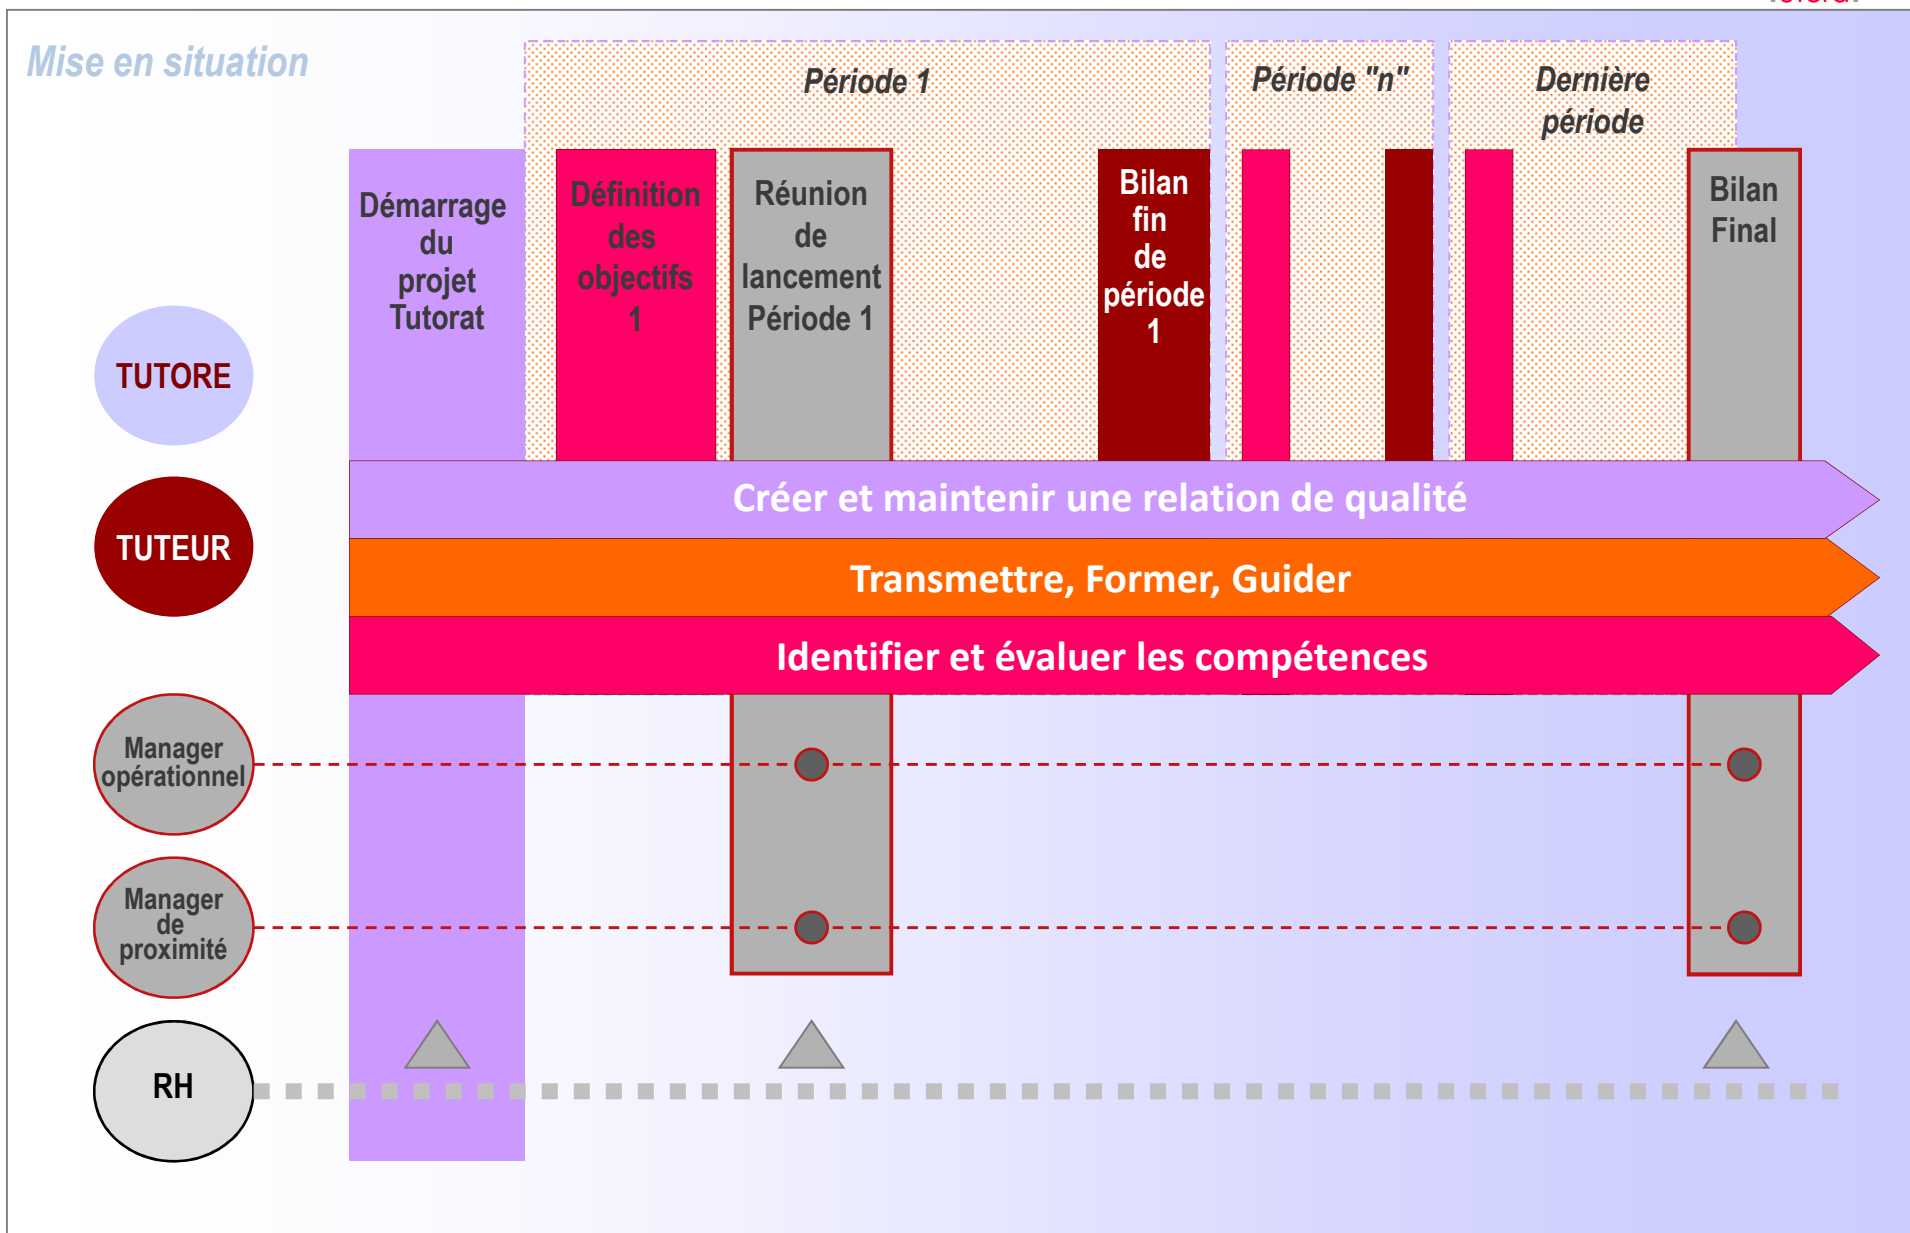 Mise en situation
Période 1
Période "n"
Dernière
période
Démarrage
du
projet
Tutorat
Définition
des
objectifs
1
Réunion
de
lancement
Période 1
Bilan
fin
de
période
1
Bilan
Final
TUTORE
TUTEUR
Créer et maintenir une relation de qualité
Transmettre, Former, Guider
Identifier et évaluer les compétences
Manager
opérationnel
Manager
de
proximité
RH